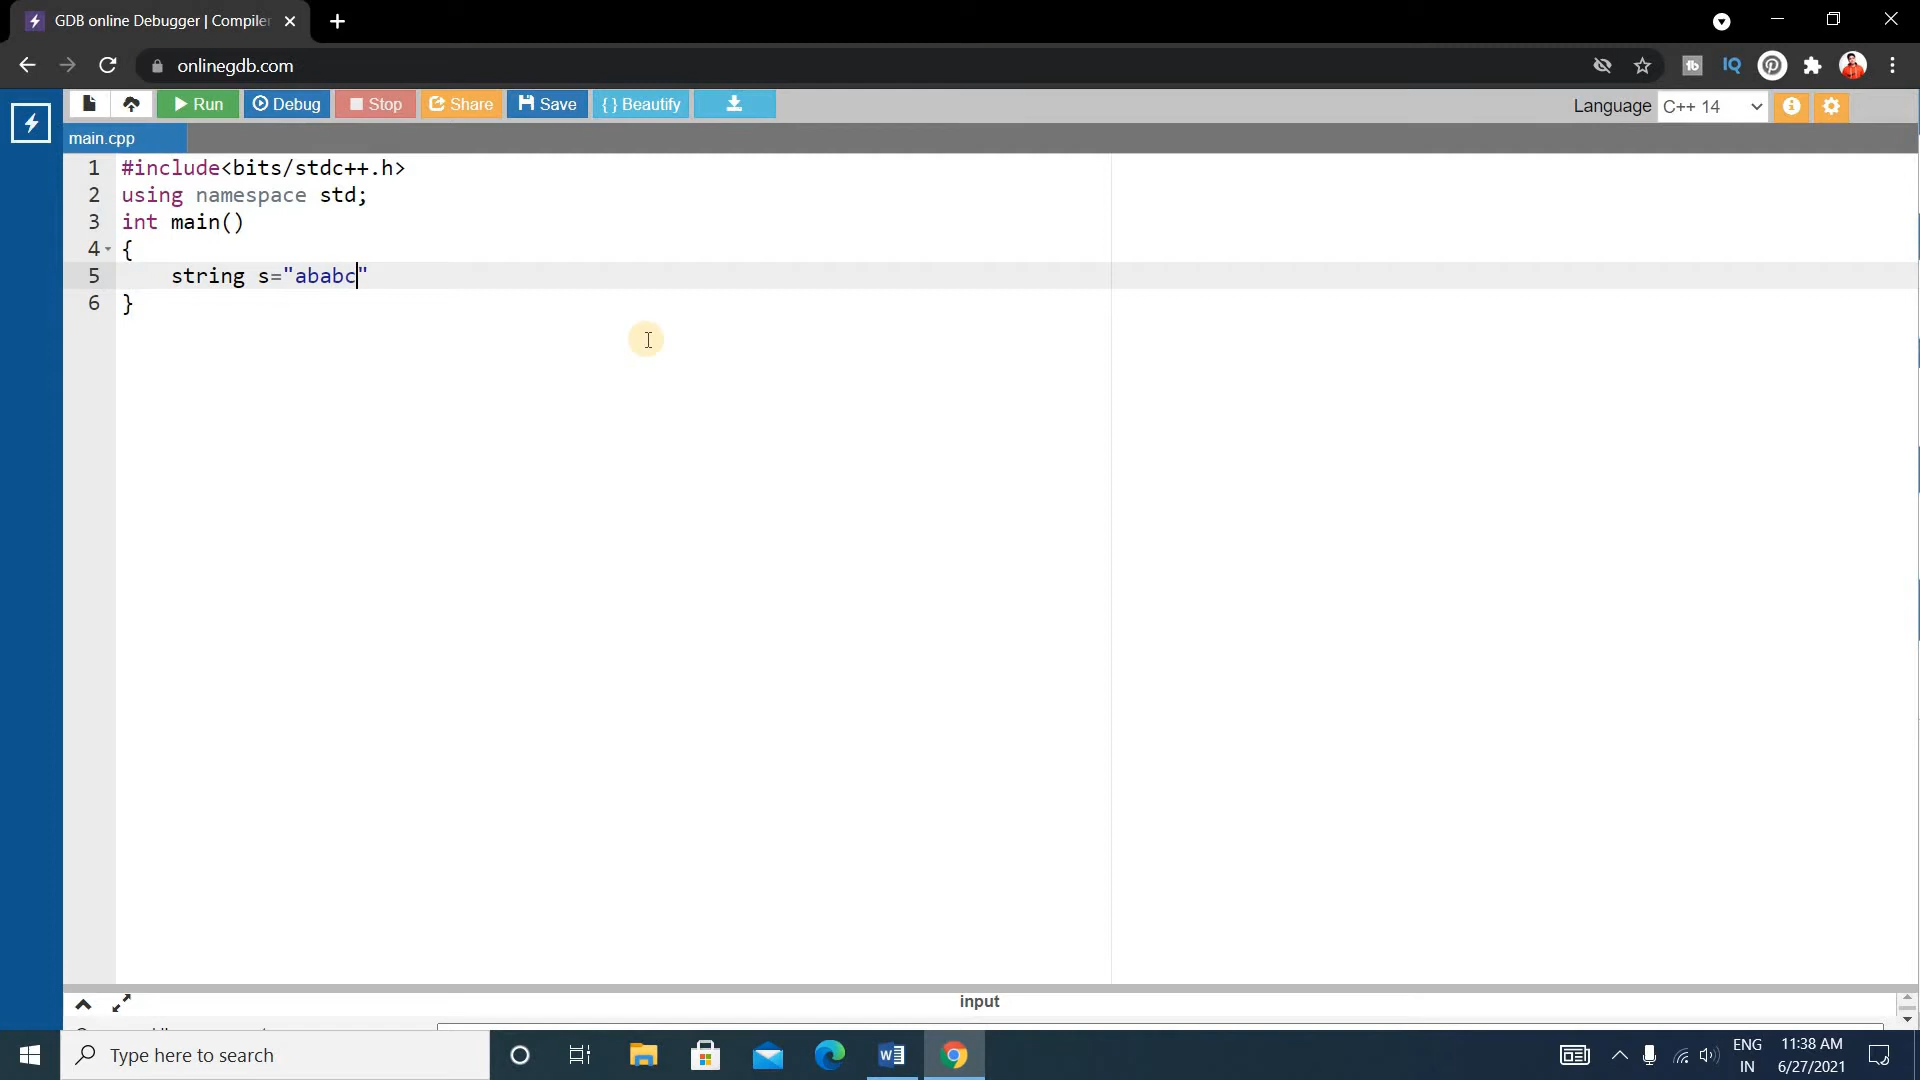 GDB online Debugger | Compiler
onlinegdb.com
IQ
Run Debug Stop Share Save { } Beautify Language C++ 14
main.cpp
1 #include<bits/stdc++.h>
2 using namespace std;
3 int main()
4 {
5 string s="ababc"
6 }
input
Type here to search
ENG 11:38 AM
IN 6/27/2021